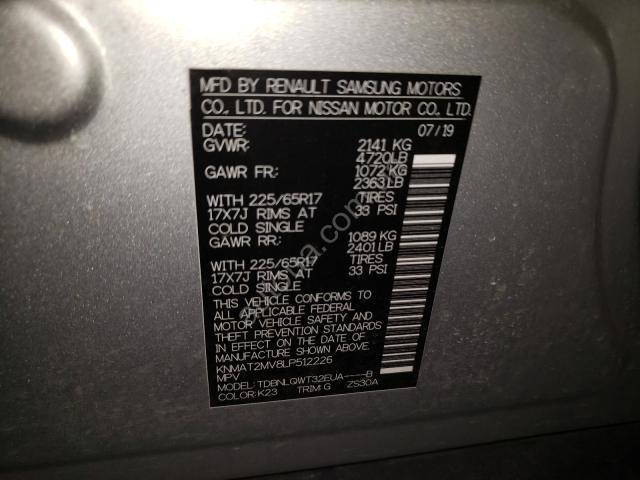 MFD BY RENAULT SAMSUNG MOTORS
CO., LTD. FOR NISSAN MOTOR CO., LTD.
DATE: 07/19
GVWR: 2141 KG
4720LB
GAWR FR: 1072 KG
2363LB
WITH 225/65R17 TIRES
17X7J RIMS AT 33 PSI
COLD SINGLE
GAWR RR: 1089 KG
2401LB
WITH 225/65R17 TIRES
17X7J RIMS AT 33 PSI
COLD SINGLE
THIS VEHICLE CONFORMS TO
ALL APPLICABLE FEDERAL
MOTOR VEHICLE SAFETY AND
THEFT PREVENTION STANDARDS
IN EFFECT ON THE DATE OF
MANUFACTURE SHOWN ABOVE.
KNMAT2MV8LP512226
MPV
MODEL: TDBNLQWT32EUA----B
COLOR: K23 TRIM: G ZS30A